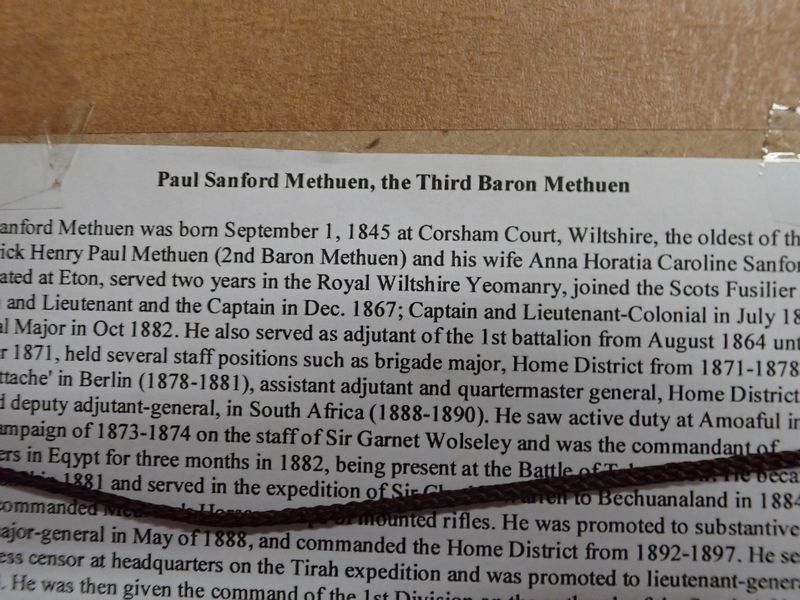 Paul Sanford Methuen, the Third Baron Methuen
anford Methuen was born September 1, 1845 at Corsham Court, Wiltshire, the oldest of th
ick Henry Paul Methuen (2nd Baron Methuen) and his wife Anna Horatia Caroline Sanfor
ated at Eton, served two years in the Royal Wiltshire Yeomanry, joined the Scots Fusilier
and Lieutenant and the Captain in Dec. 1867; Captain and Lieutenant-Colonial in July 18
al Major in Oct 1882. He also served as adjutant of the 1st battalion from August 1864 unt
r 1871, held several staff positions such as brigade major, Home District from 1871-1878
ttache' in Berlin (1878-1881), assistant adjutant and quartermaster general, Home District
d deputy adjutant-general, in South Africa (1888-1890). He saw active duty at Amoaful in
ampaign of 1873-1874 on the staff of Sir Garnet Wolseley and was the commandant of
ers in Eqypt for three months in 1882, being present at the Battle of He beca
1881 and served in the expedition of Sir to Bechuanaland in 1884
commanded mounted rifles. He was promoted to substantive
ajor-general in May of 1888, and commanded the Home District from 1892-1897. He se
ess censor at headquarters on the Tirah expedition and was promoted to lieutenant-genera
. He was then given the command of the 1st Division